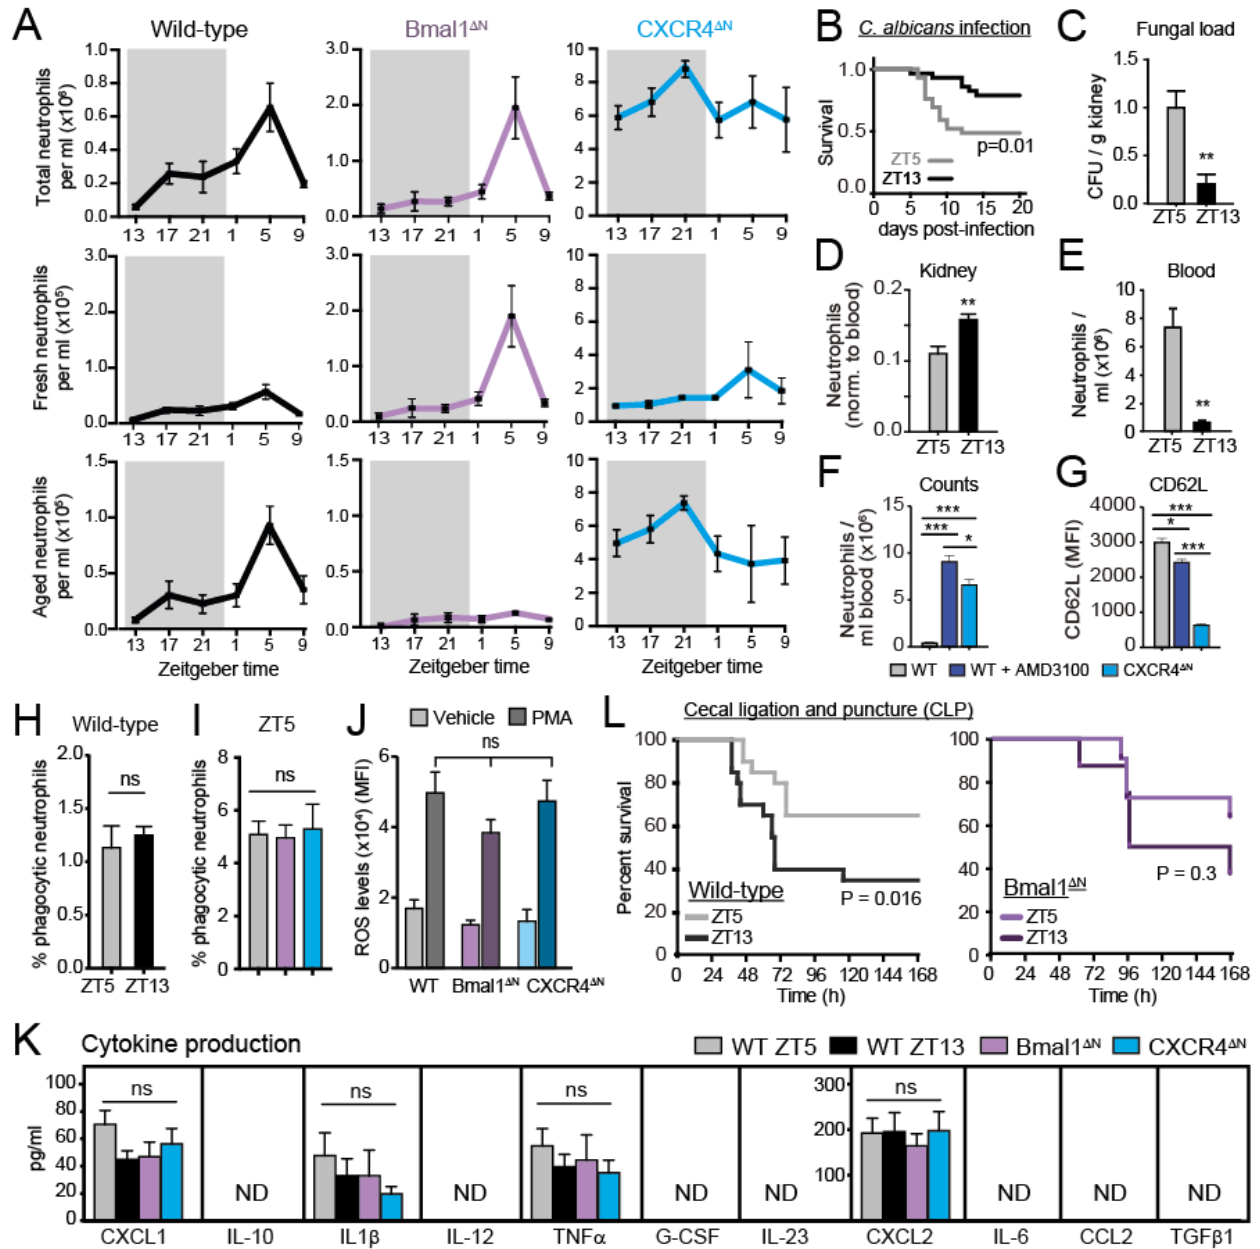 A
Wild-type
Bmal1ΔN
CXCR4ΔN
Total neutrophils
per ml (x10⁶)
1.0
0.8
0.6
0.4
0.2
0.0
13 17 21 1 5 9
3.0
2.0
1.0
0.0
13 17 21 1 5 9
10
8
6
4
2
0
13 17 21 1 5 9
Fresh neutrophils
per ml (x10⁵)
3.0
2.0
1.0
0.0
13 17 21 1 5 9
3.0
2.0
1.0
0.0
13 17 21 1 5 9
10
8
6
4
2
0
13 17 21 1 5 9
Aged neutrophils
per ml (x10⁵)
1.5
1.0
0.5
0.0
13 17 21 1 5 9
Zeitgeber time
1.5
1.0
0.5
0.0
13 17 21 1 5 9
Zeitgeber time
10
8
6
4
2
0
13 17 21 1 5 9
Zeitgeber time
B
C. albicans infection
Survival
1.0
0.5
0.0
p=0.01
ZT5
ZT13
0 5 10 15 20
days post-infection
C
Fungal load
CFU / g kidney
1.5
1.0
0.5
0.0
**
ZT5 ZT13
D
Kidney
Neutrophils
(norm. to blood)
0.2
0.1
0.0
**
ZT5 ZT13
E
Blood
Neutrophils /
ml (x10⁶)
10
8
6
4
2
0
**
ZT5 ZT13
F
Counts
Neutrophils /
ml blood (x10⁶)
15
10
5
0
***
***
*
G
CD62L
CD62L (MFI)
4000
3000
2000
1000
0
***
*
***
WT WT + AMD3100 CXCR4ΔN
H
Wild-type
% phagocytic neutrophils
2.0
1.5
1.0
0.5
0.0
ns
ZT5 ZT13
I
ZT5
% phagocytic neutrophils
8
6
4
2
0
ns
J
Vehicle PMA
ROS levels (x10⁴) (MFI)
6
4
2
0
ns
WT Bmal1ΔN CXCR4ΔN
L
Cecal ligation and puncture (CLP)
Percent survival
100
80
60
40
20
0
Wild-type
ZT5
ZT13
P = 0.016
0 24 48 72 96 120 144 168
Time (h)
100
80
60
40
20
0
Bmal1ΔN
ZT5
ZT13
P = 0.3
0 24 48 72 96 120 144 168
Time (h)
K
Cytokine production
WT ZT5 WT ZT13 Bmal1ΔN CXCR4ΔN
pg/ml
100
80
60
40
20
0
ns
ND
ns
ND
ns
ND
ND
300
200
100
ns
ND
ND
ND
CXCL1 IL-10 IL1β IL-12 TNFα G-CSF IL-23 CXCL2 IL-6 CCL2 TGFβ1